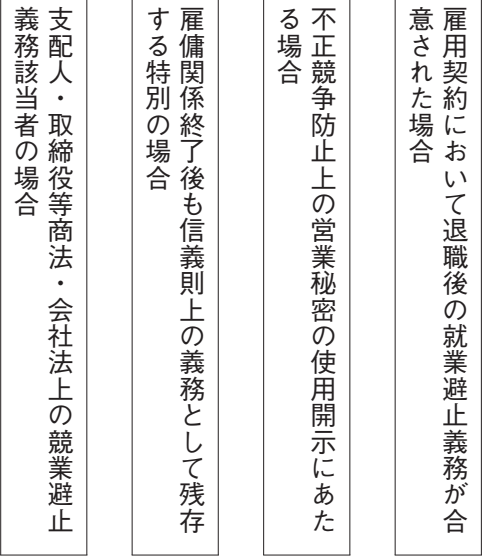 雇用契約において退職後の就業避止義務が合
意された場合
不正競争防止上の営業秘密の使用開示にあた
る場合
雇傭関係終了後も信義則上の義務として残存
する特別の場合
支配人・取締役等商法・会社法上の競業避止
義務該当者の場合